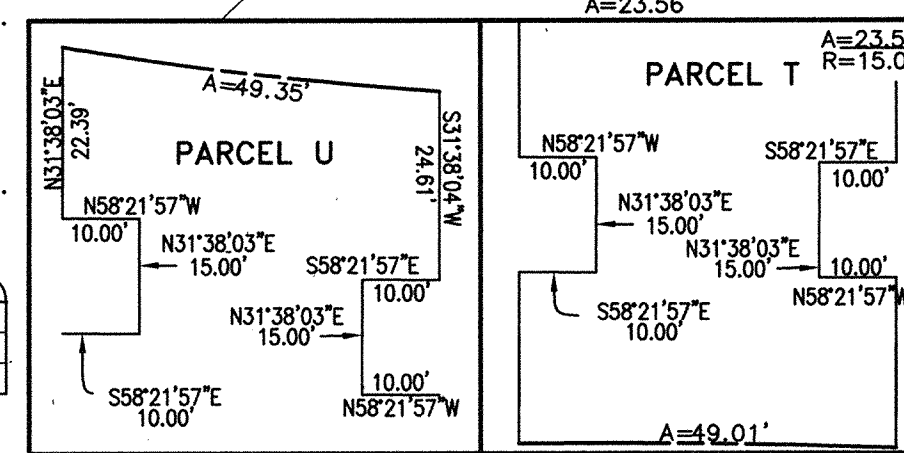 A=23.56
A=23.5
R=15.0
PARCEL T
A=49.35'
N31°38'03"E
22.39'
PARCEL U
S31°38'04"W
24.61'
N58°21'57"W
10.00'
N31°38'03"E
15.00'
S58°21'57"E
10.00'
N31°38'03"E
15.00'
10.00'
N58°21'57"W
S58°21'57"E
10.00'
N58°21'57"W
10.00'
S58°21'57"E
10.00'
N31°38'03"E
15.00'
N31°38'03"E
15.00'
10.00'
N58°21'57"W
S58°21'57"E
10.00'
A=49.01'